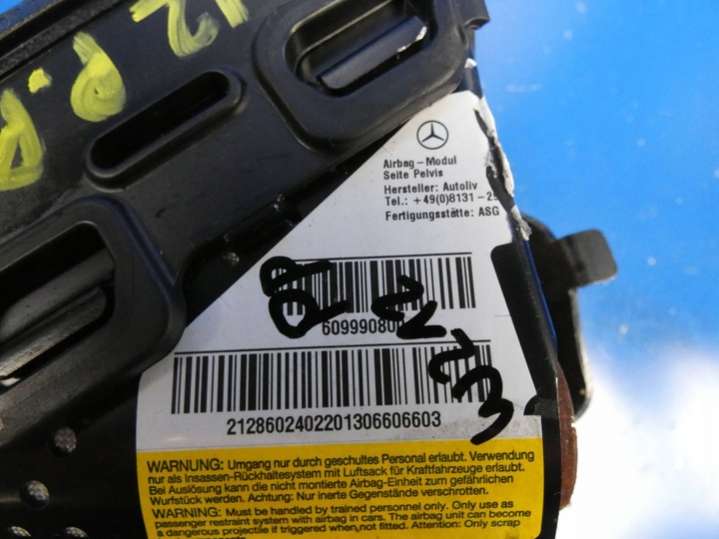 Airbag-Modul
Seite Pelvis
Hersteller: Autoliv
Tel.: +49(0)8131-29
Fertigungsstätte: ASG
609990800
2128602402201306606603
WARNUNG: Umgang nur durch geschultes Personal erlaubt. Verwendung
nur als Insassen-Rückhaltesystem mit Luftsack für Kraftfahrzeuge erlaubt.
Bei Auslösung kann die nicht montierte Airbag-Einheit zum gefährlichen
Wurfstück werden. Achtung: Nur inerte Gegenstände verschrotten.
WARNING: Must be handled by trained personnel only. Only use as
passenger restraint system with airbag in cars. The airbag unit can become
a dangerous projectile if triggered when,not fitted. Attention: Only scrap